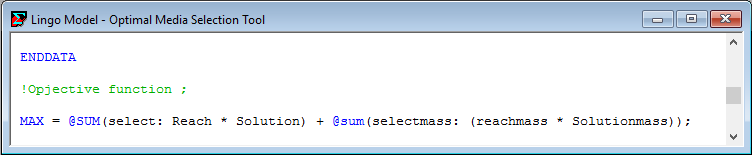 Lingo Model - Optimal Media Selection Tool
ENDDATA
!Opjective function ;
MAX = @SUM(select: Reach * Solution) + @sum(selectmass: (reachmass * Solutionmass));